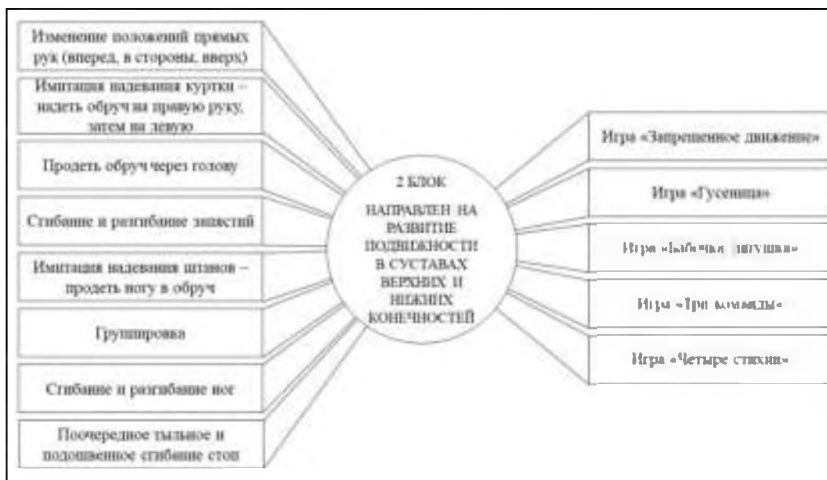 Изменение положений прямых
рук (вперед, в стороны, вверх)
Имитация надевания куртки –
надеть обруч на правую руку,
затем на левую
Продеть обруч через голову
Сгибание и разгибание запястий
Имитация надевания штанов –
продеть ногу в обруч
Группировка
Сгибание и разгибание ног
Поочередное тыльное и
подошвенное сгибание стоп
2 БЛОК
НАПРАВЛЕН НА
РАЗВИТИЕ
ПОДВИЖНОСТИ
В СУСТАВАХ
ВЕРХНИХ И
НИЖНИХ
КОНЕЧНОСТЕЙ
Игра «Запрещенное движение»
Игра «Гусеница»
Игра «Бабочка
Игра «Три команды»
Игра «Четыре стихии»